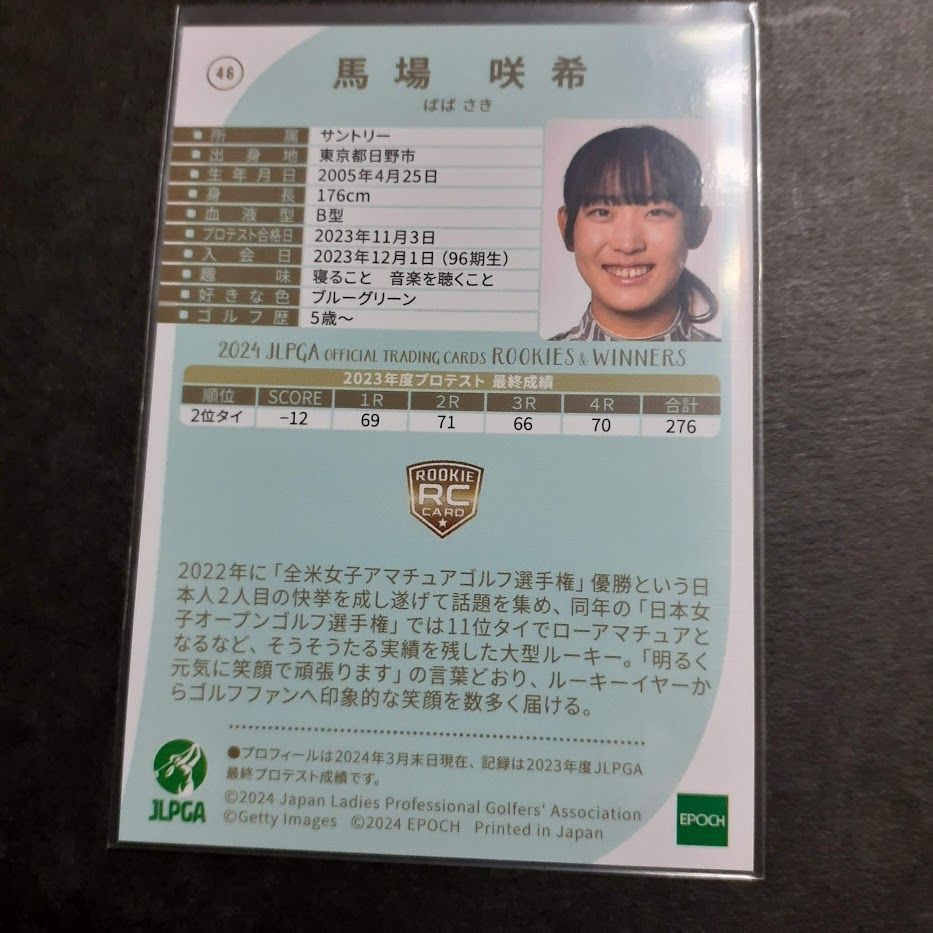 46
馬場 咲希
ばば さき
所属 サントリー
出身地 東京都日野市
生年月日 2005年4月25日
身長 176cm
血液型 B型
プロテスト合格日 2023年11月3日
入会日 2023年12月1日（96期生）
趣味 寝ること 音楽を聴くこと
好きな色 ブルーグリーン
ゴルフ歴 5歳〜
2024 JLPGA OFFICIAL TRADING CARDS ROOKIES & WINNERS
2023年度プロテスト 最終成績
順位 SCORE 1R 2R 3R 4R 合計
2位タイ −12 69 71 66 70 276
ROOKIE
RC
CARD
2022年に「全米女子アマチュアゴルフ選手権」優勝という日
本人2人目の快挙を成し遂げて話題を集め、同年の「日本女
子オープンゴルフ選手権」では11位タイでローアマチュアと
なるなど、そうそうたる実績を残した大型ルーキー。「明るく
元気に笑顔で頑張ります」の言葉どおり、ルーキーイヤーか
らゴルフファンへ印象的な笑顔を数多く届ける。
●プロフィールは2024年3月末日現在、記録は2023年度JLPGA
最終プロテスト成績です。
©2024 Japan Ladies Professional Golfers' Association
©Getty Images ©2024 EPOCH Printed in Japan
JLPGA
EPOCH